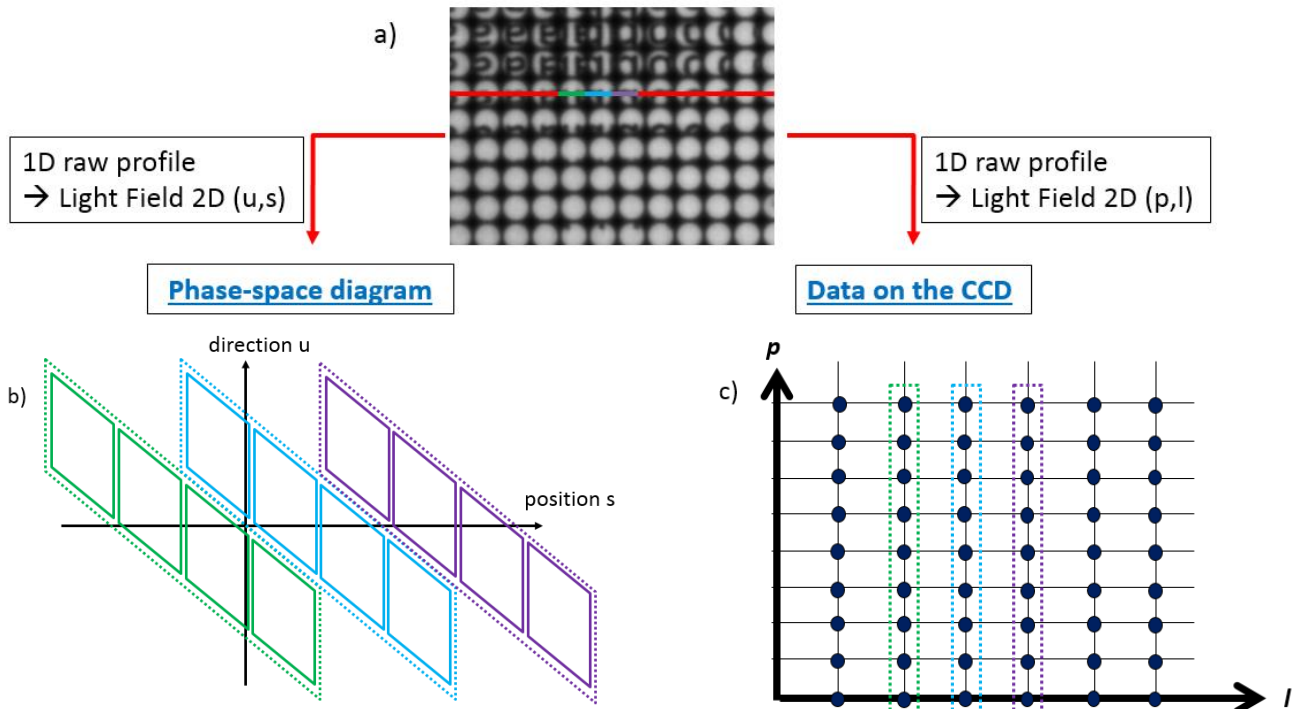 a)
1D raw profile
→ Light Field 2D (u,s)
1D raw profile
→ Light Field 2D (p,l)
Phase-space diagram
Data on the CCD
direction u
b)
position s
p
c)
l